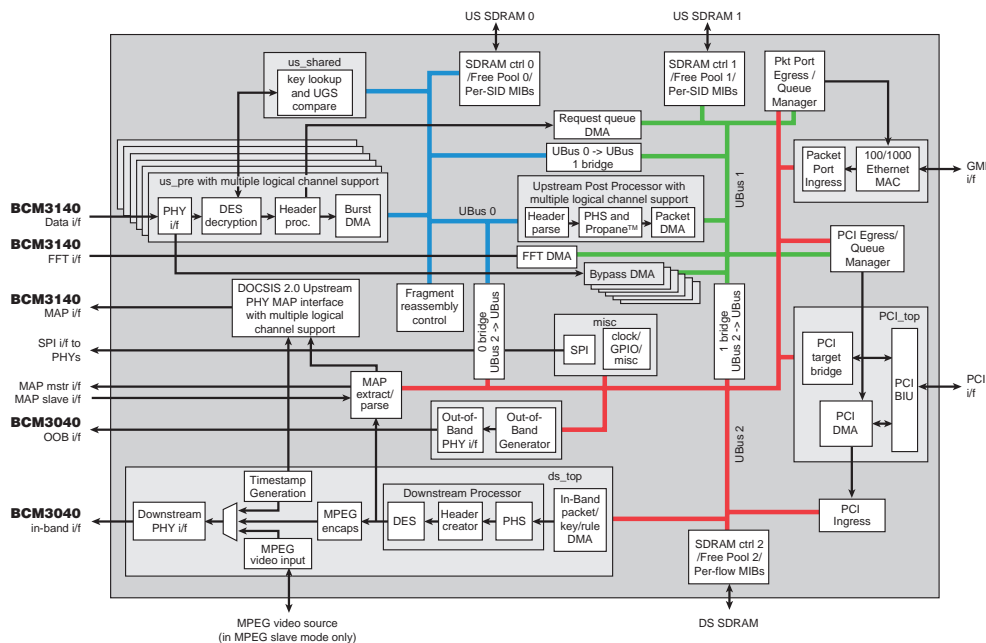 US SDRAM 0
US SDRAM 1
us_shared
key lookup
and UGS
compare
SDRAM ctrl 0
/Free Pool 0/
Per-SID MIBs
SDRAM ctrl 1
/Free Pool 1/
Per-SID MIBs
Pkt Port
Egress /
Queue
Manager
Request queue
DMA
UBus 0 -> UBus
1 bridge
UBus 1
Packet
Port
Ingress
100/1000
Ethernet
MAC
GMII
i/f
us_pre with multiple logical channel support
BCM3140
Data i/f
PHY
i/f
DES
decryption
Header
proc.
Burst
DMA
UBus 0
Upstream Post Processor with
multiple logical channel support
Header
parse
PHS and
Propane™
Packet
DMA
BCM3140
FFT i/f
FFT DMA
Bypass DMA
PCI Egress/
Queue
Manager
BCM3140
MAP i/f
DOCSIS 2.0 Upstream
PHY MAP interface
with multiple logical
channel support
Fragment
reassembly
control
0 bridge
UBus 2 -> UBus
misc
SPI
clock/
GPIO/
misc
1 bridge
UBus 2 -> UBus
PCI_top
PCI
target
bridge
PCI
BIU
PCI
i/f
SPI i/f to
PHYs
MAP mstr i/f
MAP slave i/f
MAP
extract/
parse
PCI
DMA
BCM3040
OOB i/f
Out-of-
Band
PHY i/f
Out-of-
Band
Generator
UBus 2
ds_top
Timestamp
Generation
Downstream Processor
BCM3040
in-band i/f
Downstream
PHY i/f
MPEG
encaps
DES
Header
creator
PHS
In-Band
packet/
key/rule
DMA
PCI
Ingress
MPEG
video input
SDRAM ctrl 2
/Free Pool 2/
Per-flow MIBs
MPEG video source
(in MPEG slave mode only)
DS SDRAM